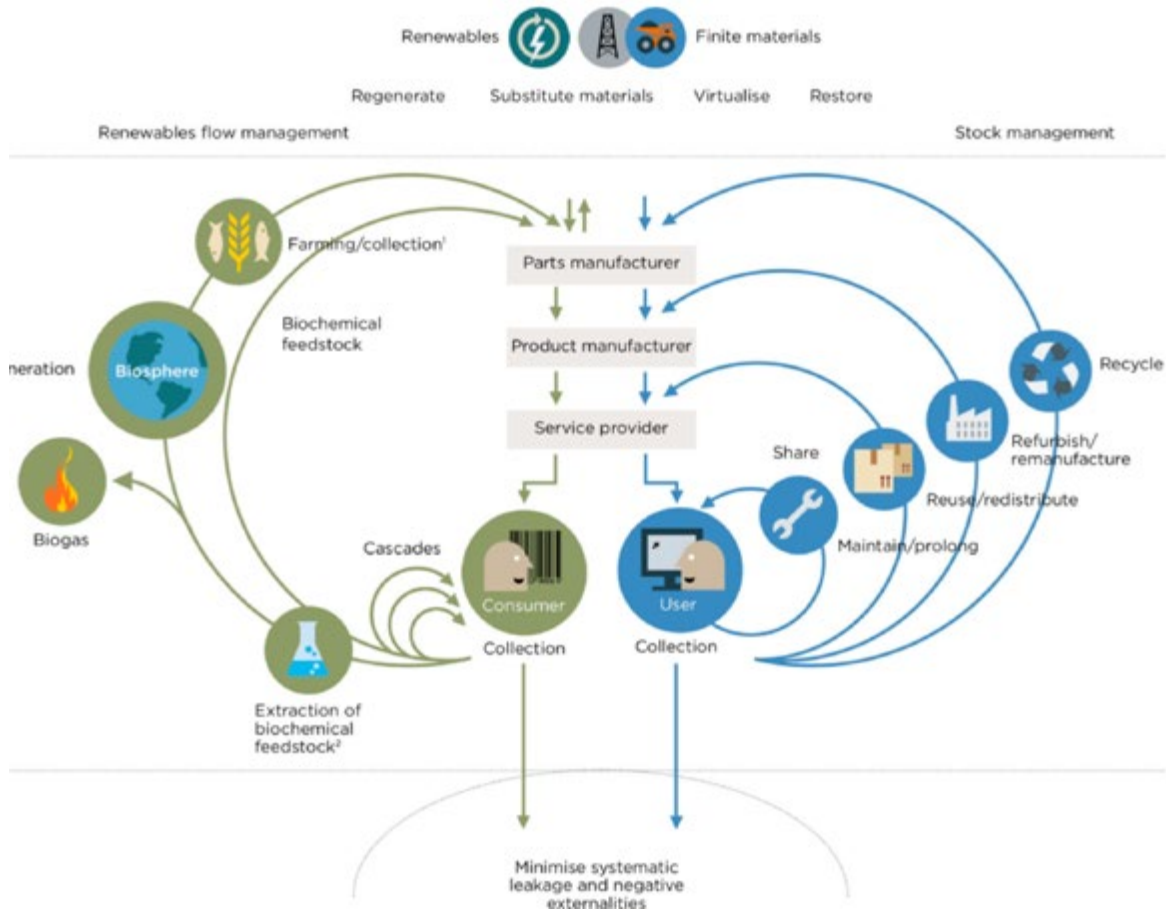 Renewables
Finite materials
Regenerate
Substitute materials
Virtualise
Restore
Renewables flow management
Stock management
Farming/collection¹
Parts manufacturer
Biochemical
feedstock
Product manufacturer
neration
Biosphere
Recycle
Service provider
Share
Refurbish/
remanufacture
Reuse/redistribute
Biogas
Cascades
Maintain/prolong
Consumer
User
Collection
Collection
Extraction of
biochemical
feedstock²
Minimise systematic
leakage and negative
externalities